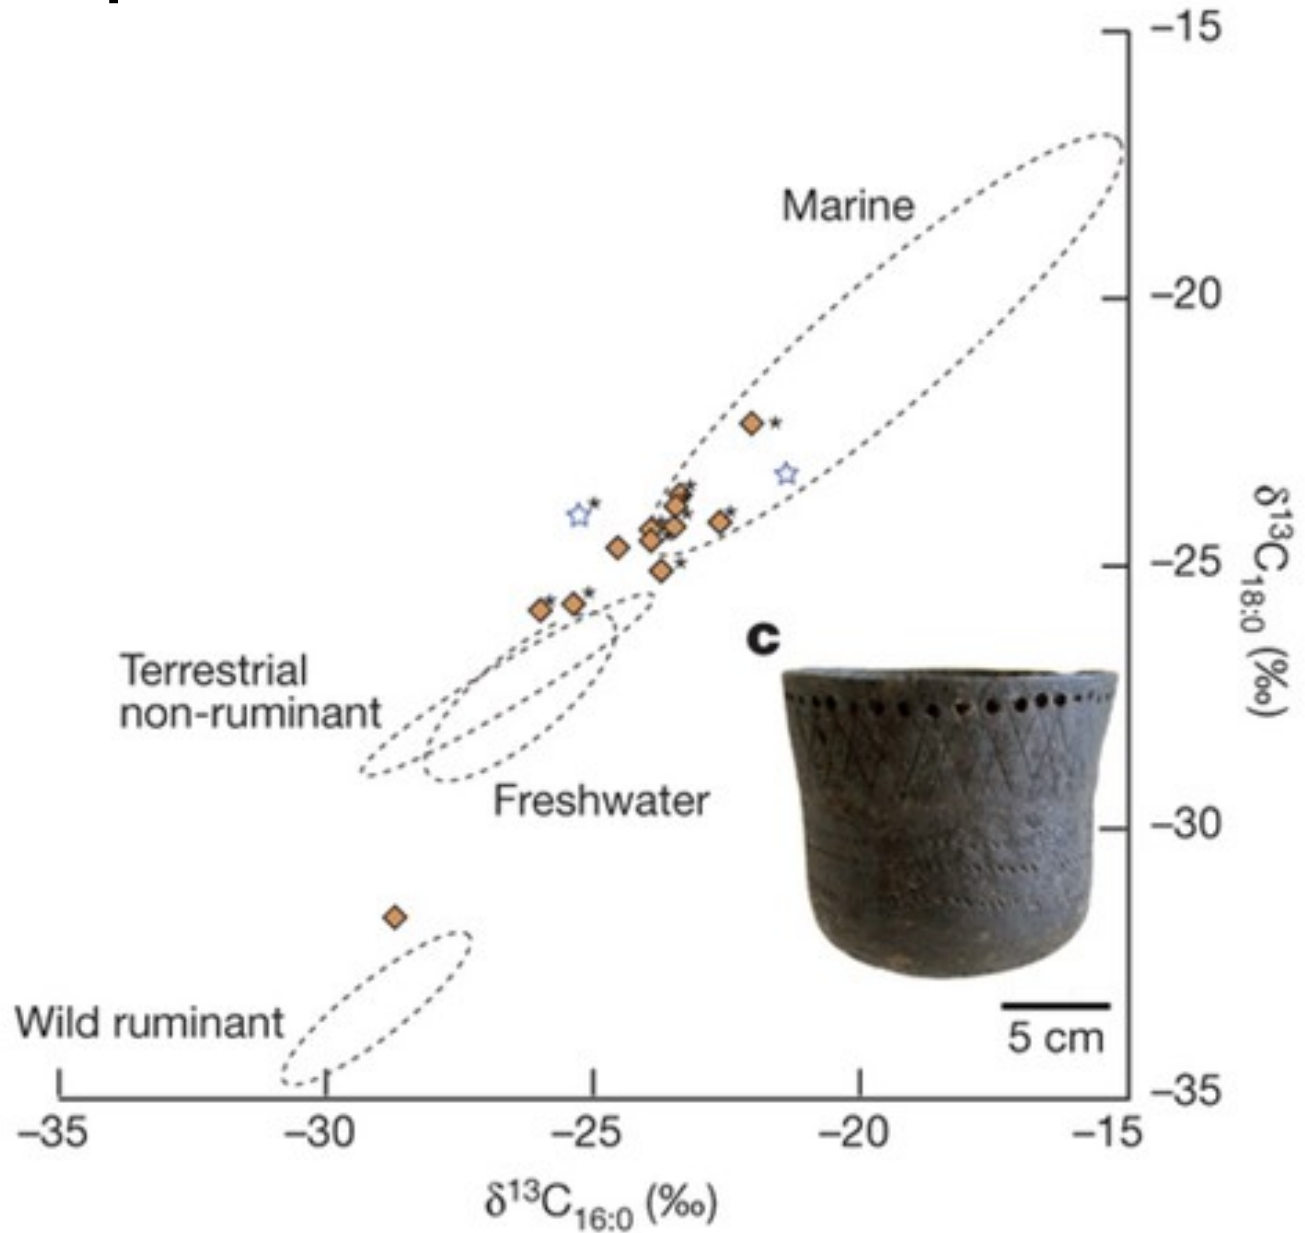 −15
Marine
−20
−25
δ¹³C₁₈:₀ (‰)
c
Terrestrial
non-ruminant
Freshwater
−30
Wild ruminant
5 cm
−35
−35 −30 −25 −20 −15
δ¹³C₁₆:₀ (‰)